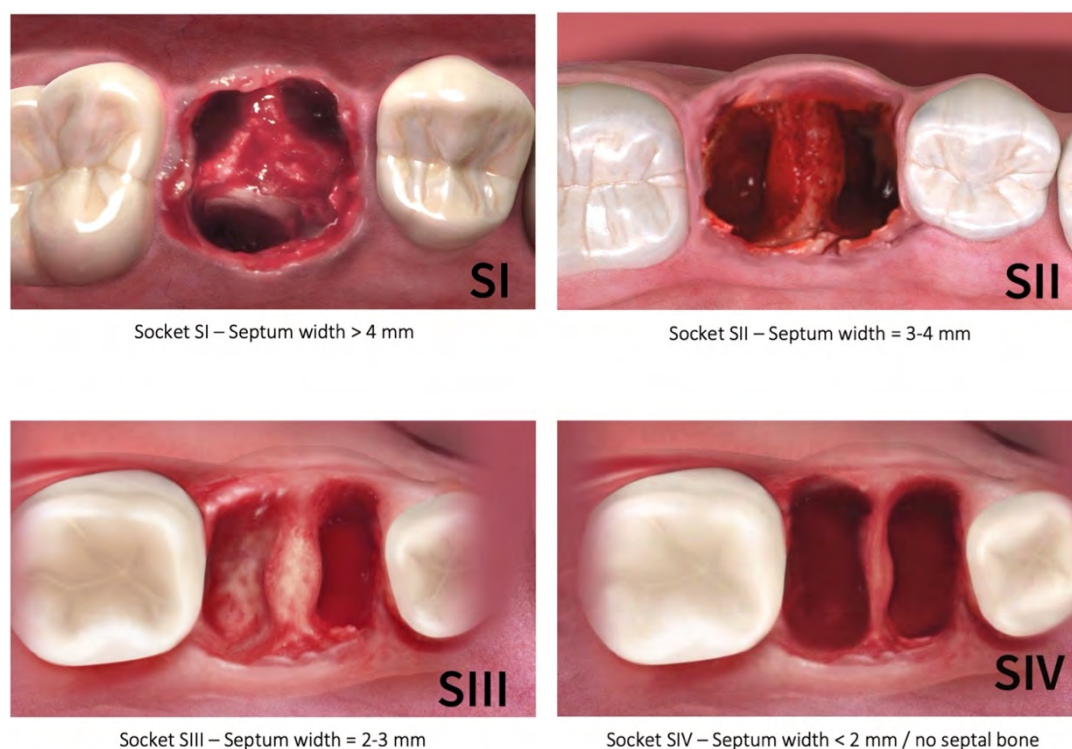 SI
SII
Socket SI – Septum width > 4 mm
Socket SII – Septum width = 3-4 mm
SIII
SIV
Socket SIII – Septum width = 2-3 mm
Socket SIV – Septum width < 2 mm / no septal bone